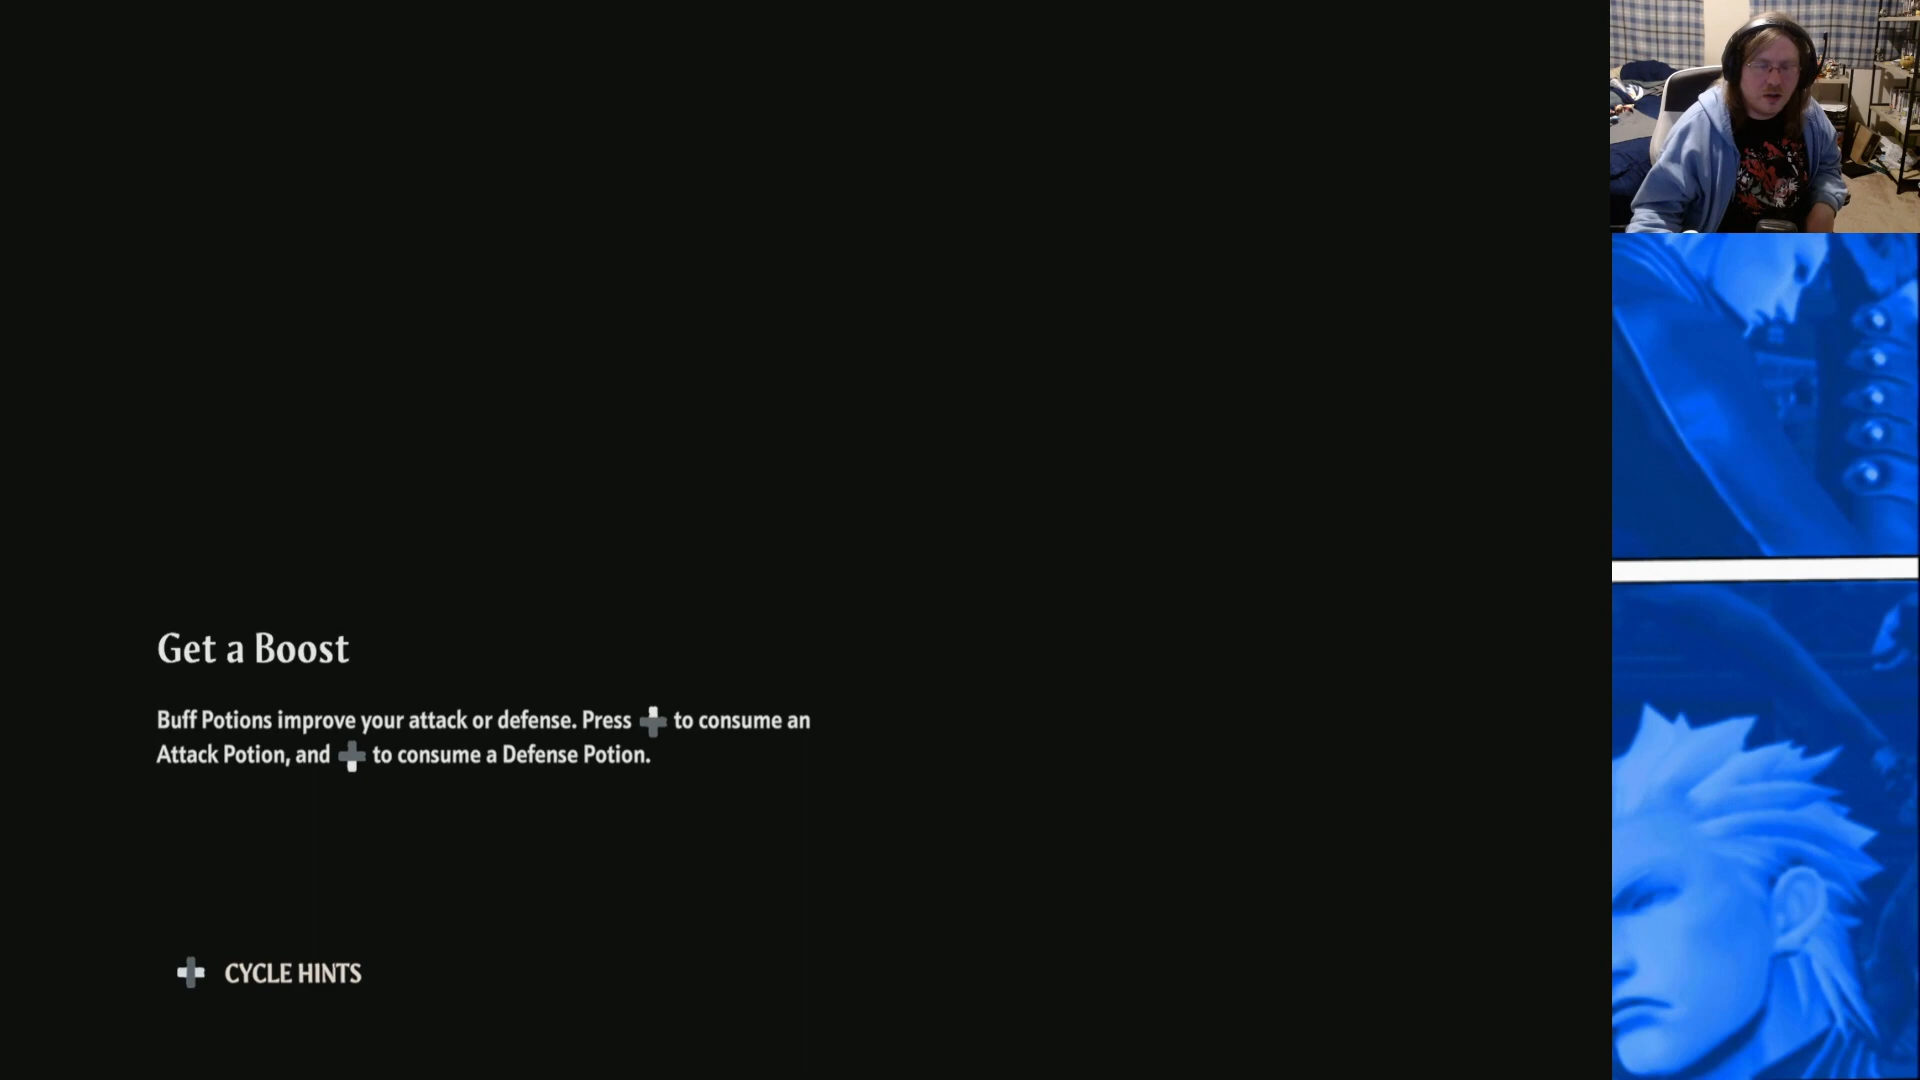 Get a Boost
Buff Potions improve your attack or defense. Press to consume an
Attack Potion, and to consume a Defense Potion.
CYCLE HINTS